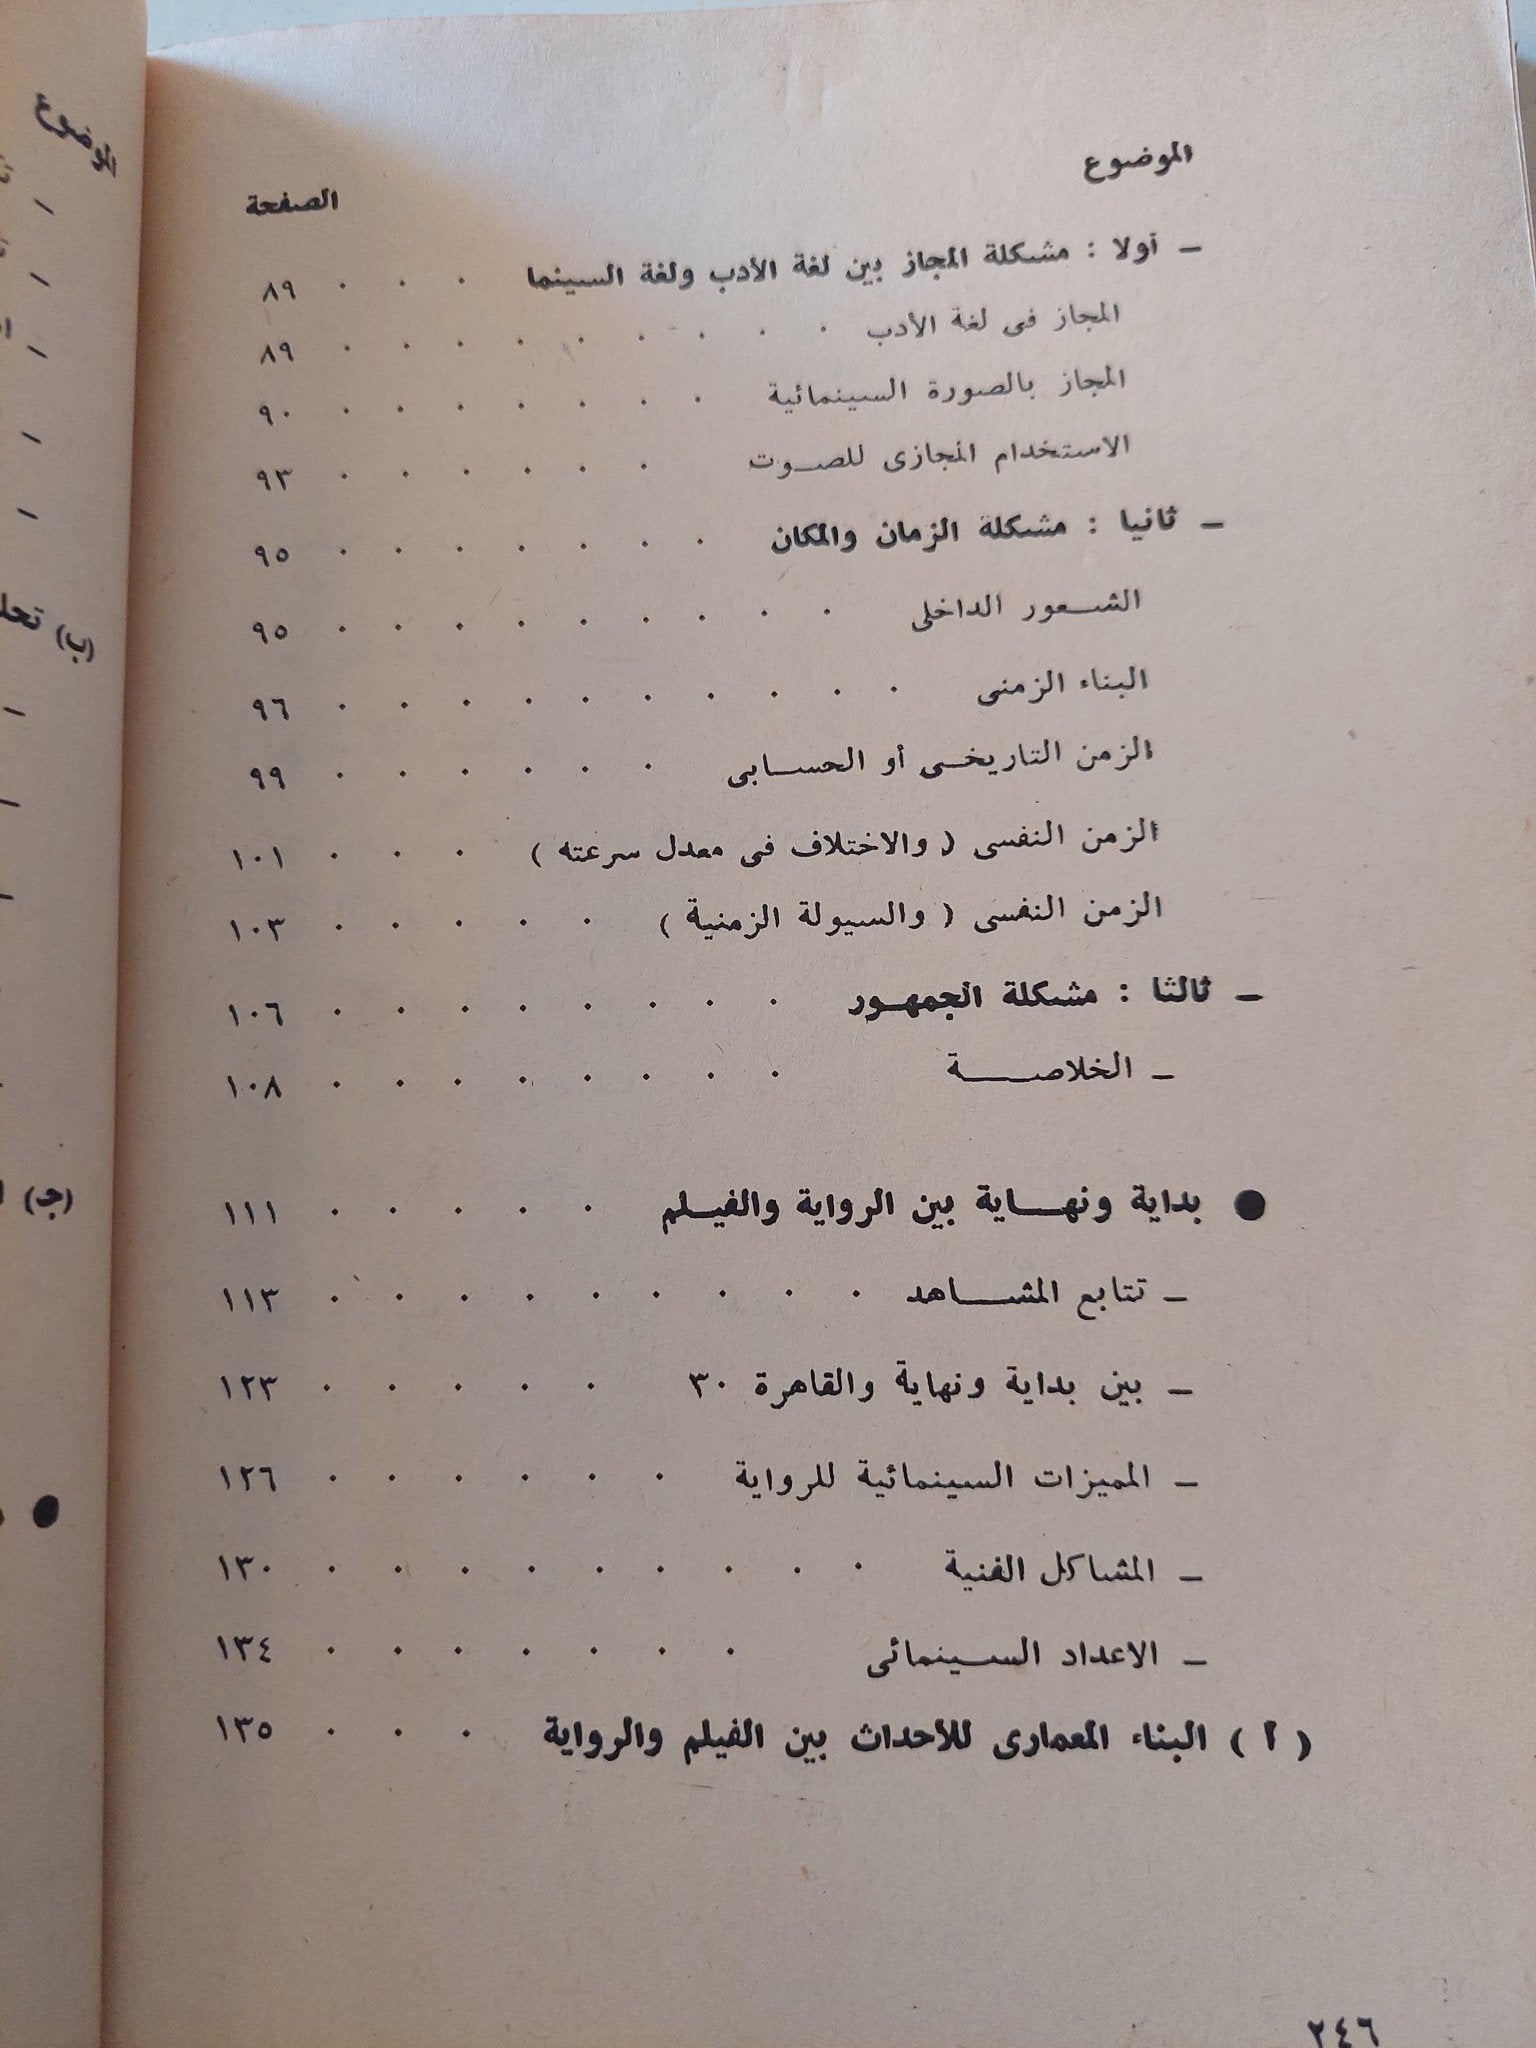 الموضوع
الصفحة
ـ أولا : مشكلة المجاز بين لغة الأدب ولغة السينما . . . ٨٩
المجاز فى لغة الأدب . . . . . . . . . ٨٩
المجاز بالصورة السينمائية . . . . . . . ٩٠
الاستخدام المجازى للصوت . . . . . . ٩٣
ـ ثانيا : مشكلة الزمان والمكان . . . . . . . ٩٥
الشعور الداخلى . . . . . . . . . ٩٥
البناء الزمنى . . . . . . . . . . ٩٦
الزمن التاريخى أو الحسابى . . . . . . ٩٩
الزمن النفسى ( والاختلاف فى معدل سرعته ) . . . ١٠١
الزمن النفسى ( والسيولة الزمنية ) . . . . . ١٠٣
ـ ثالثا : مشكلة الجمهور . . . . . . . . ١٠٦
ـ الخلاصة . . . . . . . . ١٠٨
● بداية ونهاية بين الرواية والفيلم . . . . . ١١١
ـ تتابع المشاهد . . . . . . . . . ١١٣
ـ بين بداية ونهاية والقاهرة ٣٠ . . . . . ١٢٣
ـ المميزات السينمائية للرواية . . . . . . ١٢٦
ـ المشاكل الفنية . . . . . . . . . ١٣٠
ـ الاعداد السينمائى . . . . . . . ١٣٤
( أ ) البناء المعمارى للأحداث بين الفيلم والرواية . . . ١٣٥
٢٤٦
الموضوع
(ب)
(ج)
●